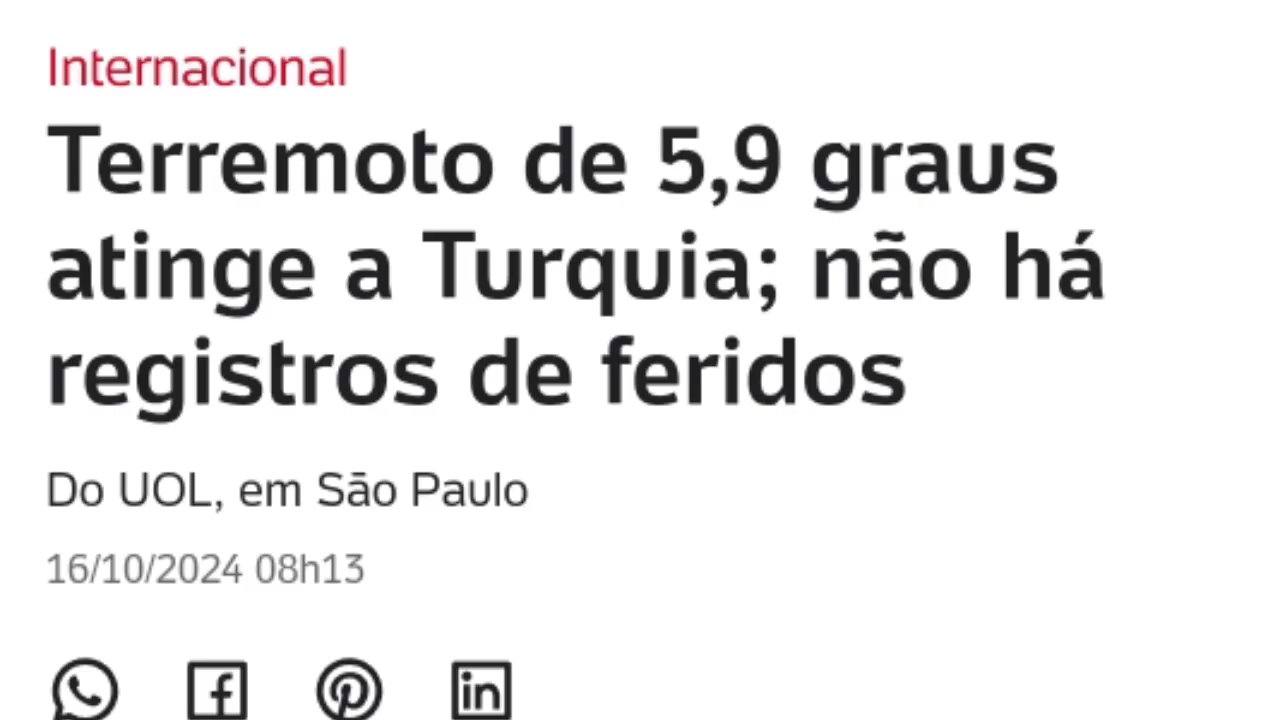 Internacional
Terremoto de 5,9 graus
atinge a Turquia; não há
registros de feridos
Do UOL, em São Paulo
16/10/2024 08h13
in